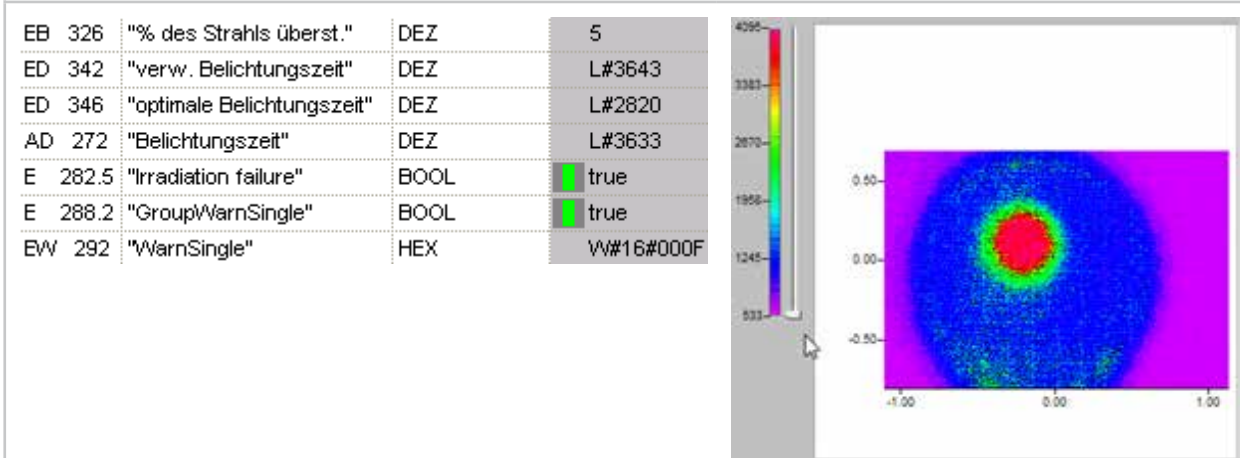 EB 326 "% des Strahls überst." DEZ 5
ED 342 "verw. Belichtungszeit" DEZ L#3643
ED 346 "optimale Belichtungszeit" DEZ L#2820
AD 272 "Belichtungszeit" DEZ L#3633
E 282.5 "Irradiation failure" BOOL true
E 288.2 "GroupWarnSingle" BOOL true
EW 292 "WarnSingle" HEX W#16#000F
4095
3383
2670
1958
1245
533
0.50
0.00
-0.50
-1.00 0.00 1.00